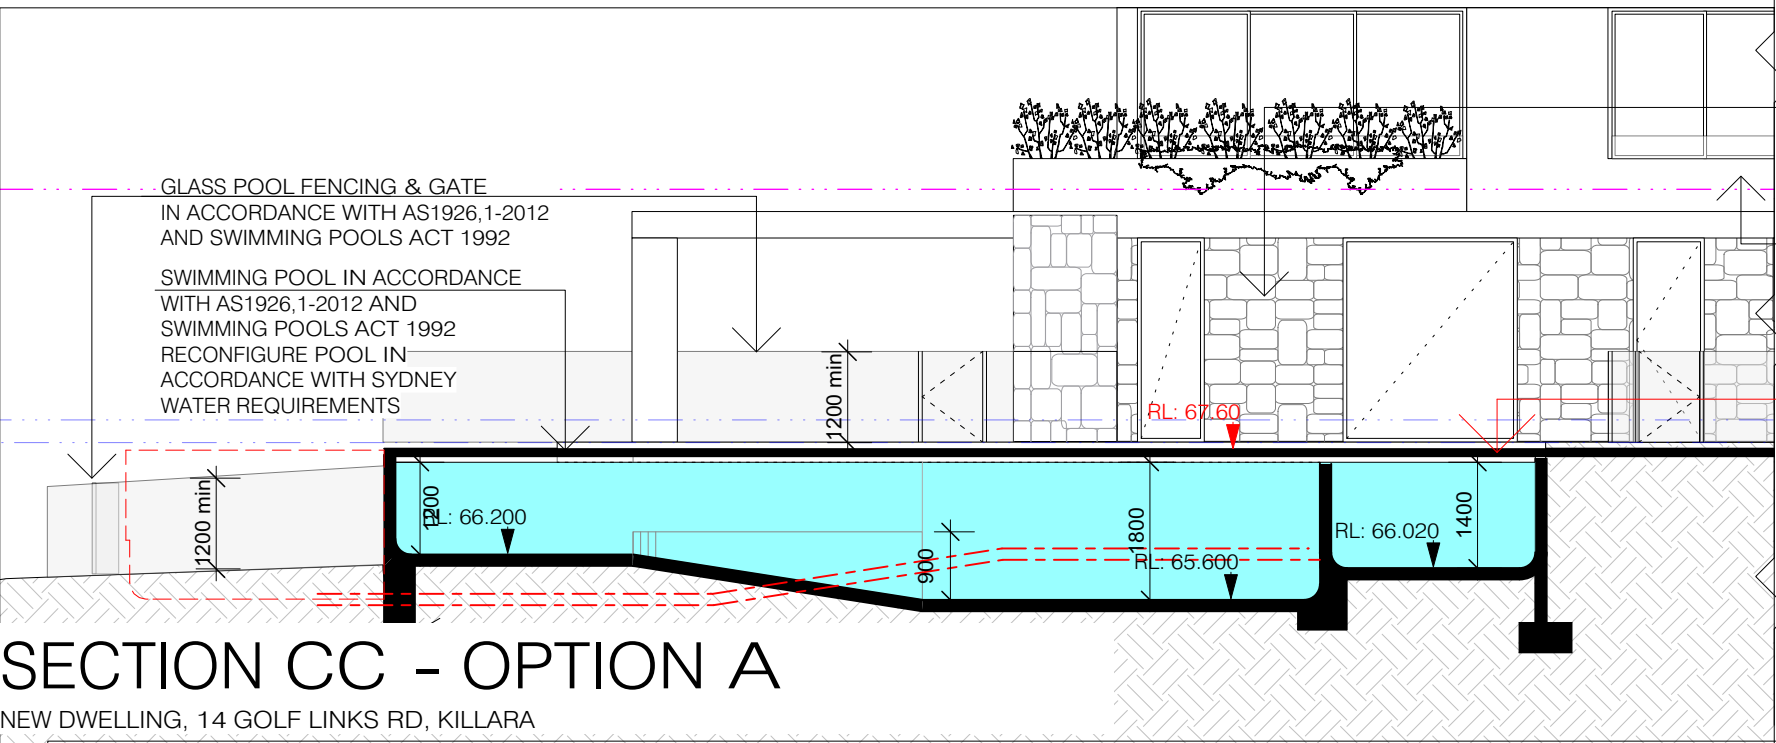 GLASS POOL FENCING & GATE
IN ACCORDANCE WITH AS1926,1-2012
AND SWIMMING POOLS ACT 1992
SWIMMING POOL IN ACCORDANCE
WITH AS1926,1-2012 AND
SWIMMING POOLS ACT 1992
RECONFIGURE POOL IN
ACCORDANCE WITH SYDNEY
WATER REQUIREMENTS
1200 min
RL: 67.60
1200 min
1200
RL: 66.200
900
1800
RL: 65.600
RL: 66.020
1400
SECTION CC - OPTION A
NEW DWELLING, 14 GOLF LINKS RD, KILLARA